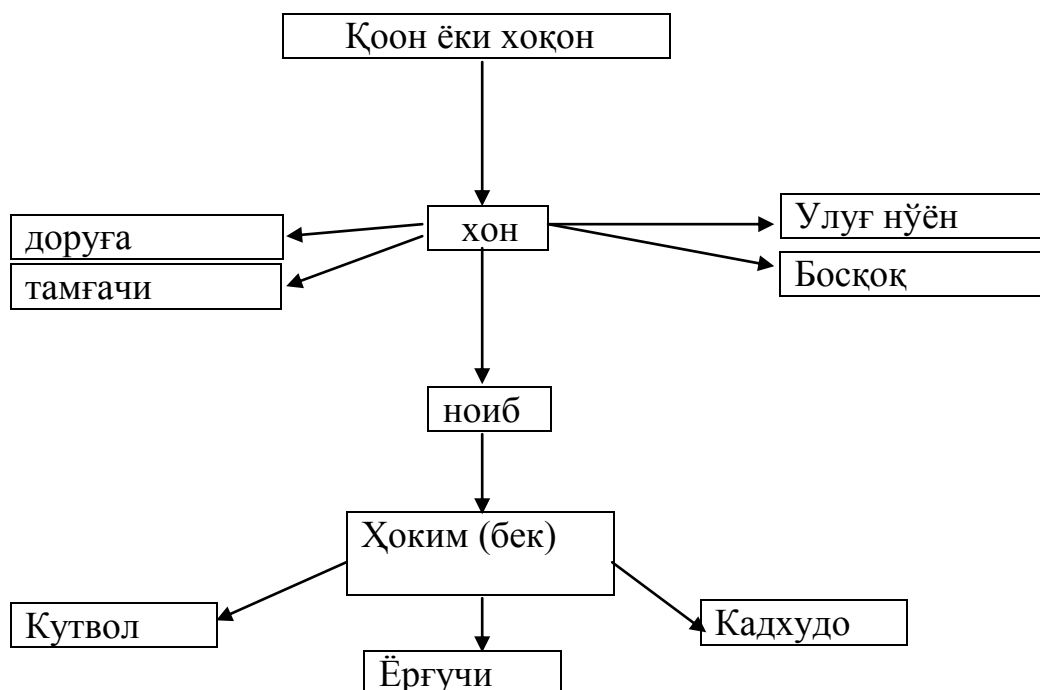 Қоон ёки хоқон
доруға
хон
Улуғ нўён
тамғачи
Босқоқ
ноиб
Ҳоким (бек)
Кутвол
Кадхудо
Ёрғучи